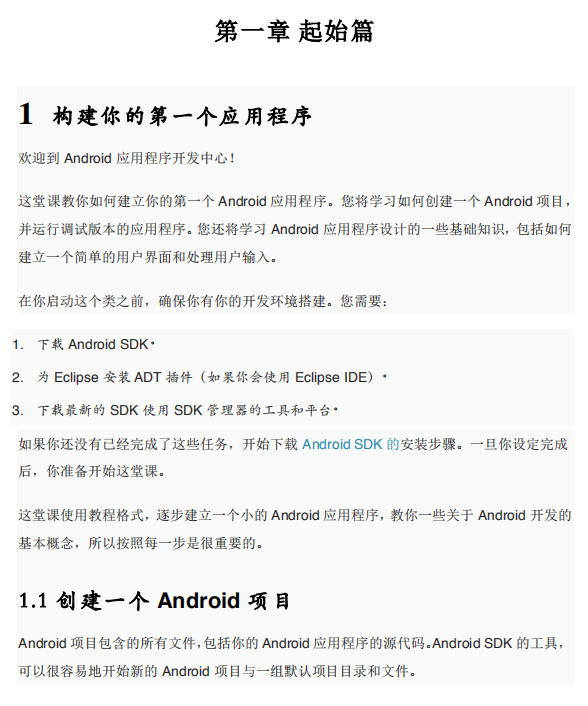 第一章 起始篇
1 构建你的第一个应用程序
欢迎到 Android 应用程序开发中心！
这堂课教你如何建立你的第一个 Android 应用程序。您将学习如何创建一个 Android 项目，
并运行调试版本的应用程序。您还将学习 Android 应用程序设计的一些基础知识，包括如何
建立一个简单的用户界面和处理用户输入。
在你启动这个类之前，确保你有你的开发环境搭建。您需要：
1. 下载 Android SDK·
2. 为 Eclipse 安装 ADT 插件（如果你会使用 Eclipse IDE）·
3. 下载最新的 SDK 使用 SDK 管理器的工具和平台·
如果你还没有已经完成了这些任务，开始下载 Android SDK 的安装步骤。一旦你设定完成
后，你准备开始这堂课。
这堂课使用教程格式，逐步建立一个小的 Android 应用程序，教你一些关于 Android 开发的
基本概念，所以按照每一步是很重要的。
1.1 创建一个 Android 项目
Android 项目包含的所有文件，包括你的 Android 应用程序的源代码。Android SDK 的工具，
可以很容易地开始新的 Android 项目与一组默认项目目录和文件。